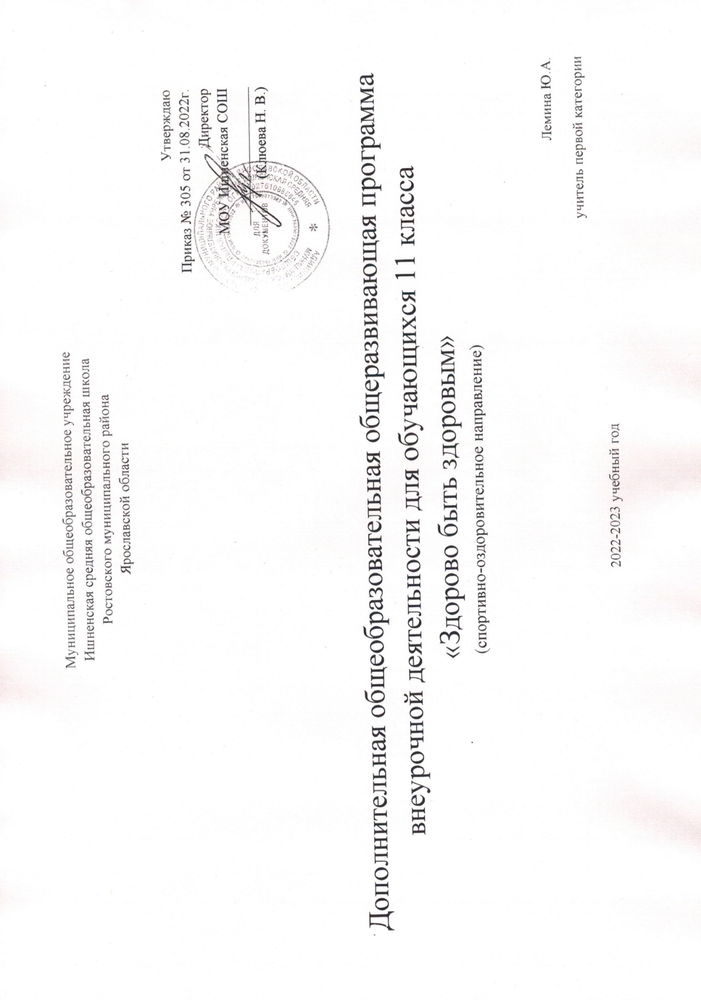 Муниципальное общеобразовательное учреждение
Ишненская средняя общеобразовательная школа
Ростовского муниципального района
Ярославской области
Утверждаю
Приказ № 305 от 31.08.2022г.
Директор
МОУ Ишненская СОШ
(Клюева Н. В.)
ДЛЯ
ДОКУМЕНТОВ
Дополнительная общеобразовательная общеразвивающая программа
внеурочной деятельности для обучающихся 11 класса
«Здорово быть здоровым»
(спортивно-оздоровительное направление)
Лемина Ю.А.
учитель первой категории
2022-2023 учебный год